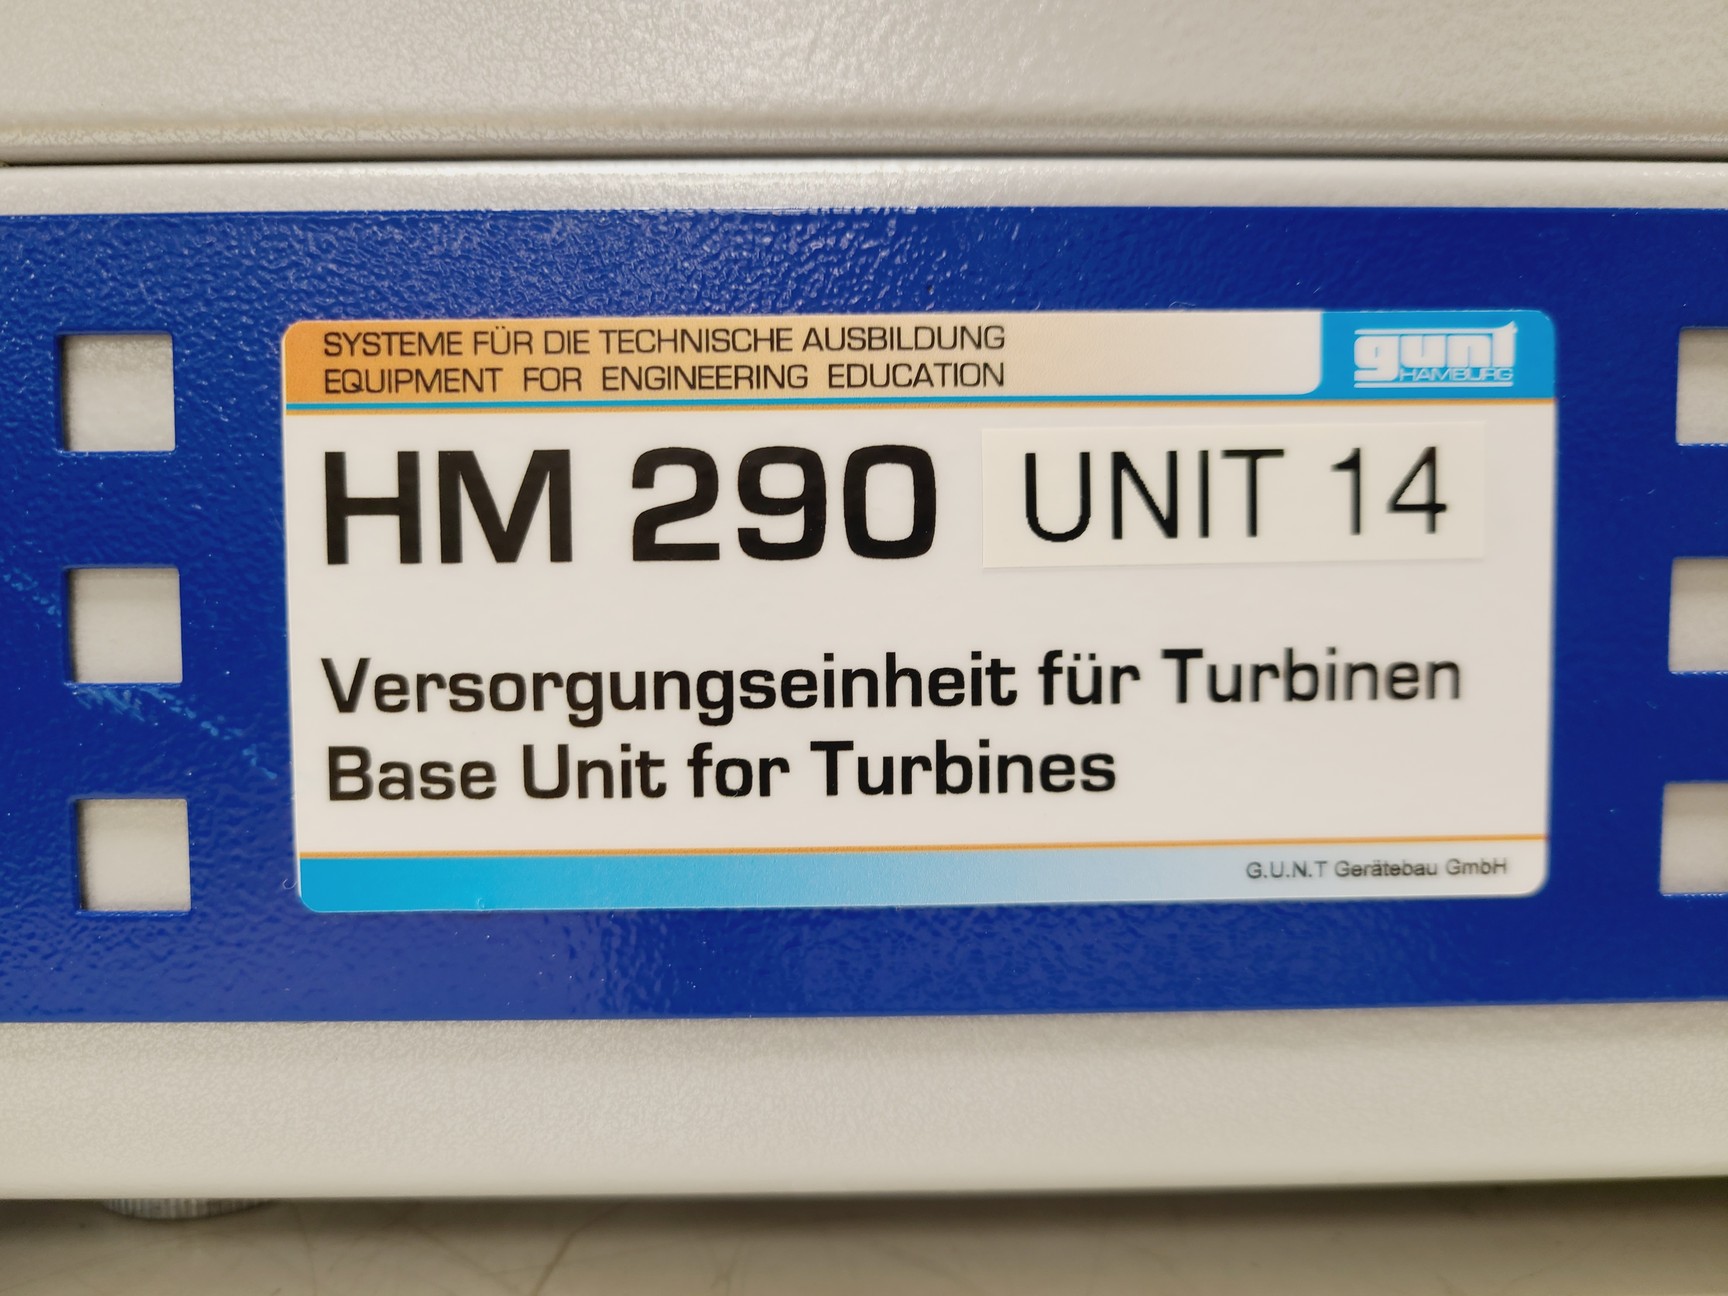 SYSTEME FÜR DIE TECHNISCHE AUSBILDUNG
EQUIPMENT FOR ENGINEERING EDUCATION
gunt
HAMBURG
HM 290 UNIT 14
Versorgungseinheit für Turbinen
Base Unit for Turbines
G.U.N.T Gerätebau GmbH